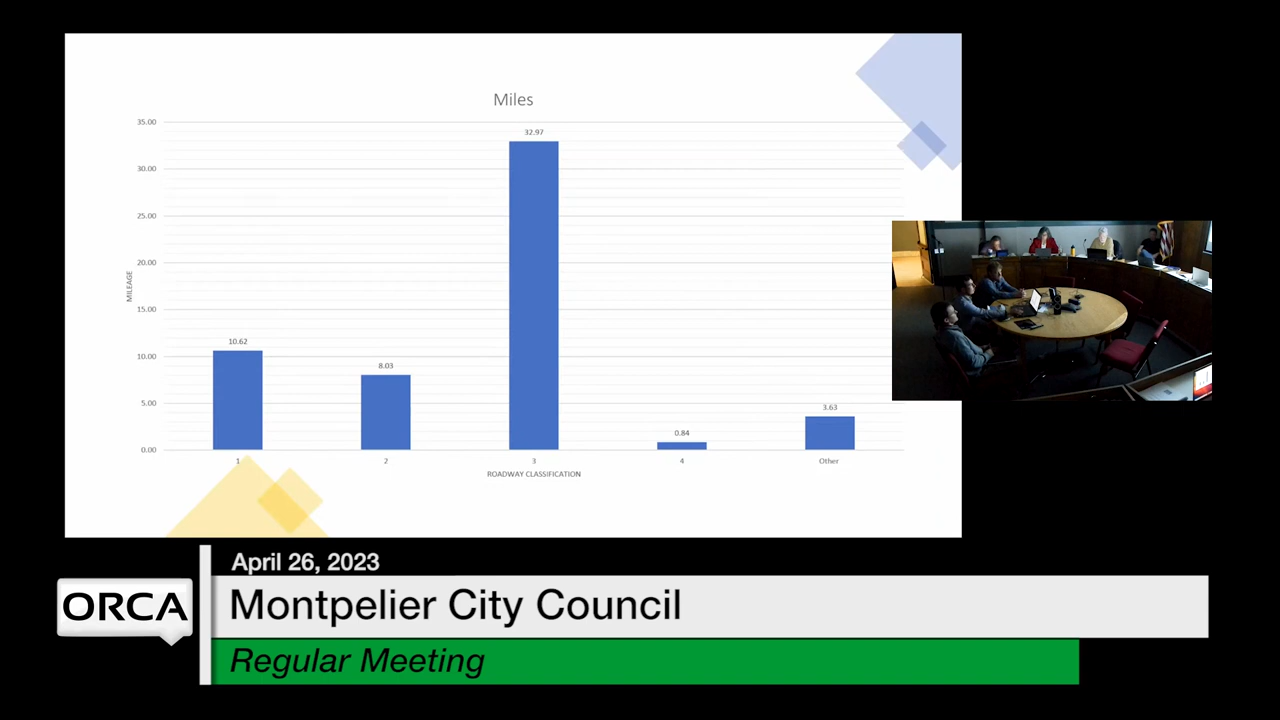 Miles
35.00
30.00
25.00
20.00
15.00
10.00
5.00
0.00
MILEAGE
10.62
8.03
32.97
0.84
3.63
1
2
3
4
Other
ROADWAY CLASSIFICATION
April 26, 2023
ORCA
Montpelier City Council
Regular Meeting